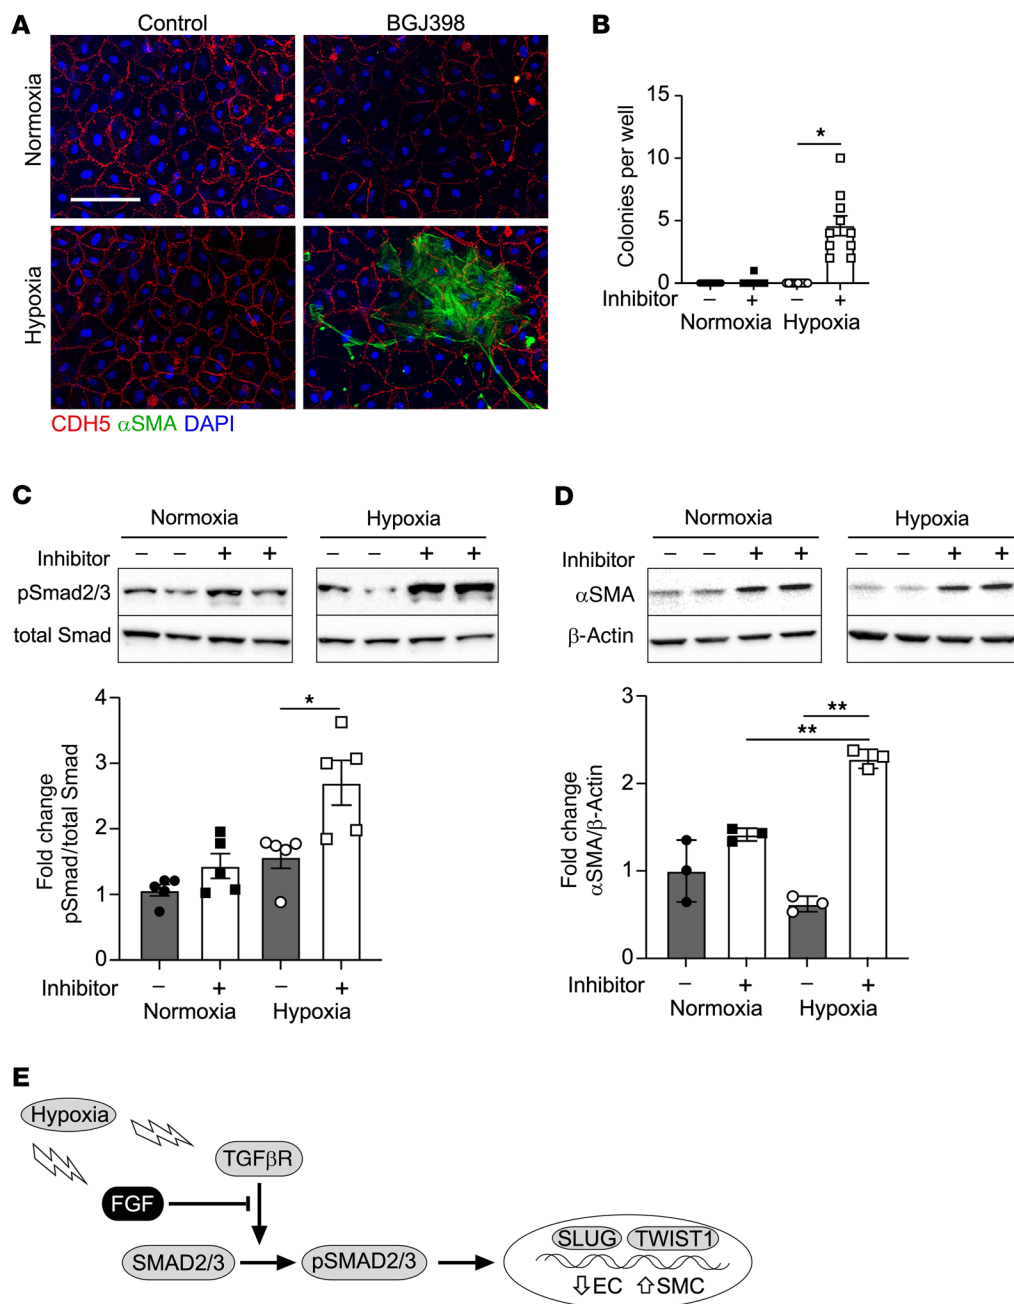 A
Control
BGJ398
Normoxia
Hypoxia
CDH5 αSMA DAPI
B
Colonies per well
15
10
5
0
*
Inhibitor
– + – +
Normoxia Hypoxia
C
Normoxia
Hypoxia
Inhibitor – – + + – – + +
pSmad2/3
total Smad
Fold change
pSmad/total Smad
4
3
2
1
0
*
Inhibitor – + – +
Normoxia Hypoxia
D
Normoxia
Hypoxia
Inhibitor – – + + – – + +
αSMA
β-Actin
Fold change
αSMA/β-Actin
3
2
1
0
**
**
Inhibitor – + – +
Normoxia Hypoxia
E
Hypoxia
TGFβR
FGF
SMAD2/3
pSMAD2/3
SLUG TWIST1
⇩EC ⇧SMC